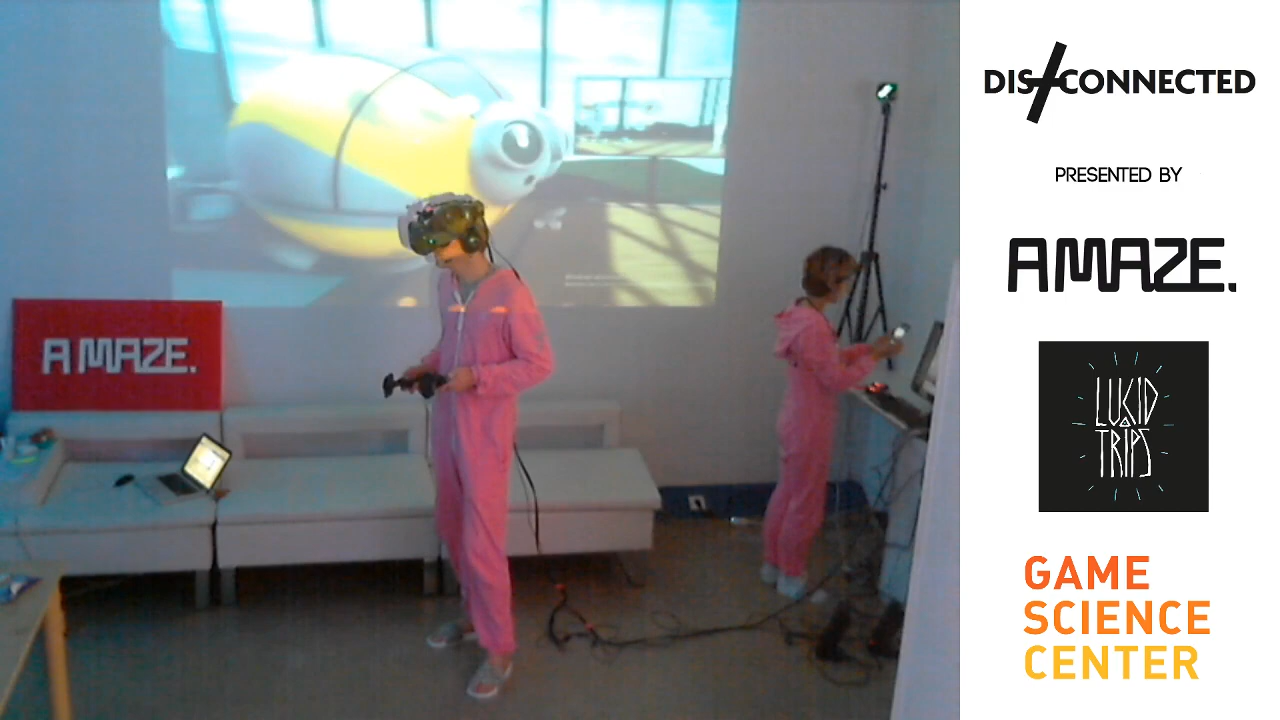 A MAZE.
DIS/CONNECTED
PRESENTED BY
A MAZE.
LUCID
TRIPS
GAME
SCIENCE
CENTER